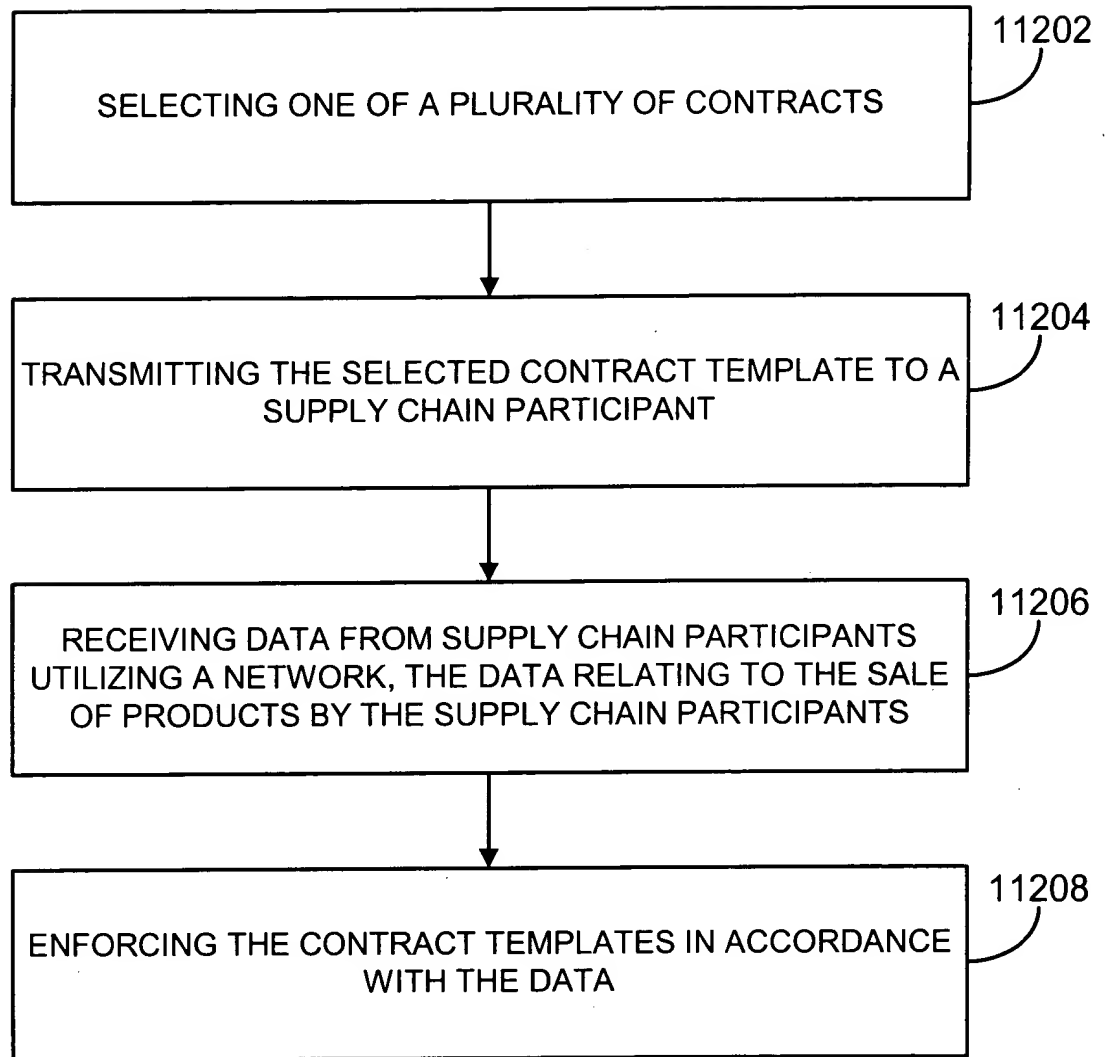 11202
SELECTING ONE OF A PLURALITY OF CONTRACTS
11204
TRANSMITTING THE SELECTED CONTRACT TEMPLATE TO A
SUPPLY CHAIN PARTICIPANT
11206
RECEIVING DATA FROM SUPPLY CHAIN PARTICIPANTS
UTILIZING A NETWORK, THE DATA RELATING TO THE SALE
OF PRODUCTS BY THE SUPPLY CHAIN PARTICIPANTS
11208
ENFORCING THE CONTRACT TEMPLATES IN ACCORDANCE
WITH THE DATA